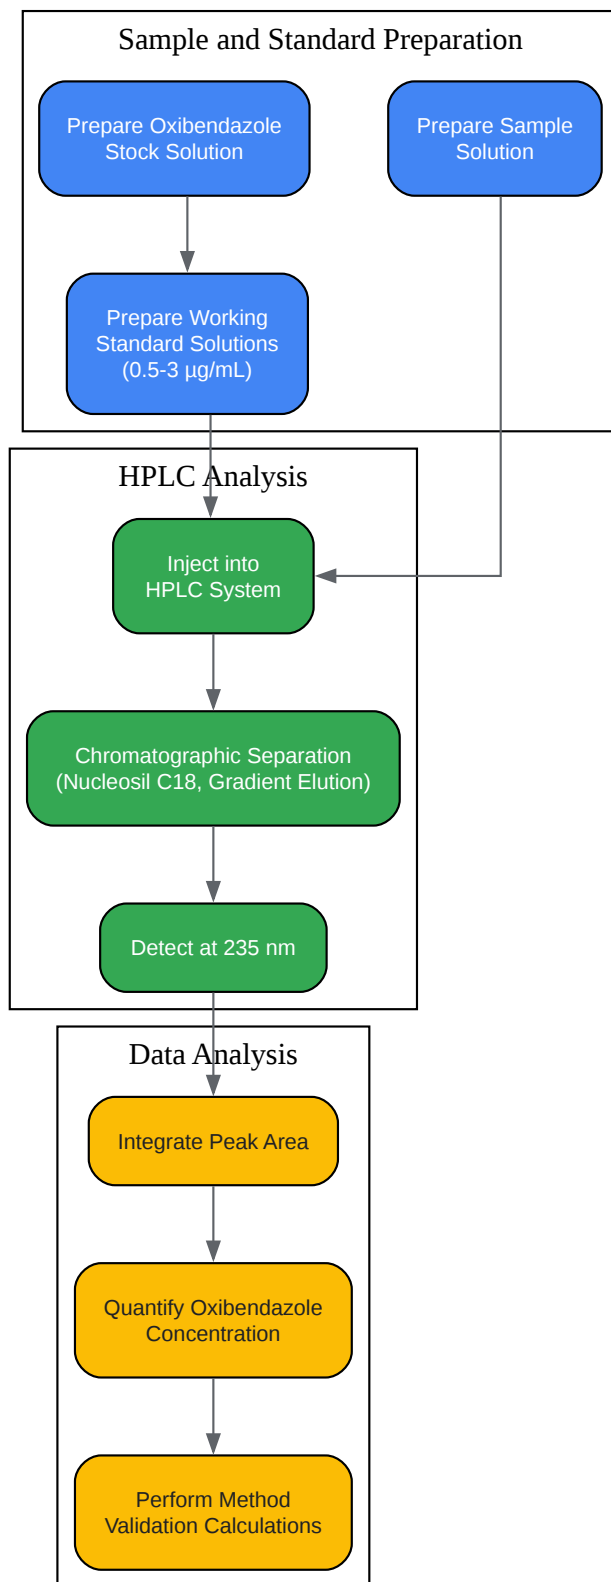 Sample and Standard Preparation
Prepare Oxibendazole
Stock Solution
Prepare Sample
Solution
Prepare Working
Standard Solutions
(0.5-3 µg/mL)
HPLC Analysis
Inject into
HPLC System
Chromatographic Separation
(Nucleosil C18, Gradient Elution)
Detect at 235 nm
Data Analysis
Integrate Peak Area
Quantify Oxibendazole
Concentration
Perform Method
Validation Calculations